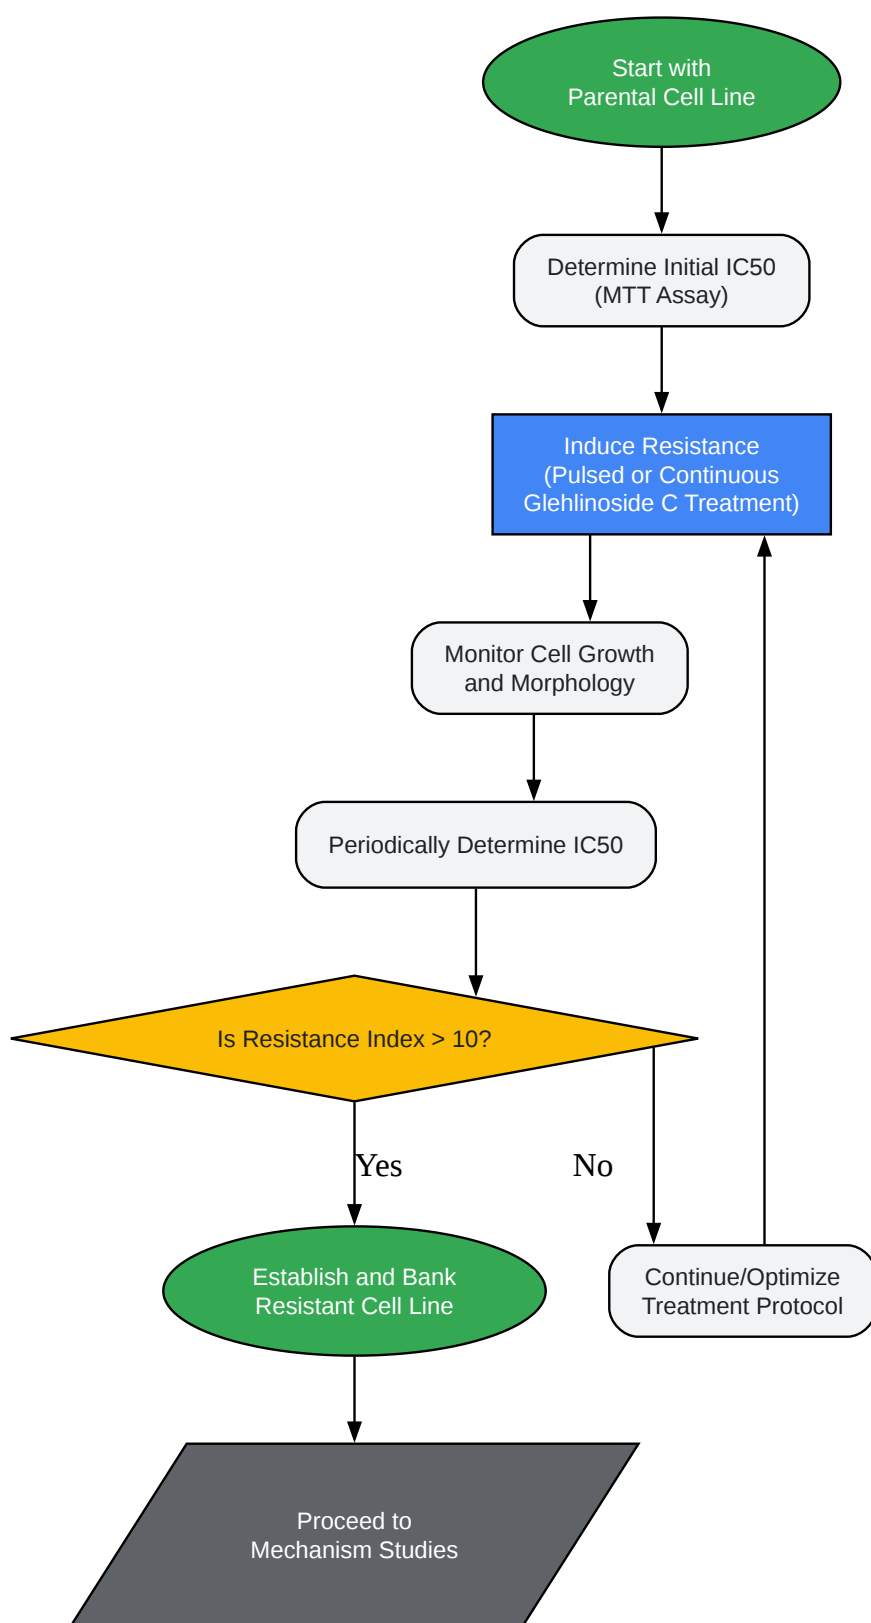 Start with
Parental Cell Line
Determine Initial IC50
(MTT Assay)
Induce Resistance
(Pulsed or Continuous
Glehlinoside C Treatment)
Monitor Cell Growth
and Morphology
Periodically Determine IC50
Is Resistance Index > 10?
Yes
No
Establish and Bank
Resistant Cell Line
Continue/Optimize
Treatment Protocol
Proceed to
Mechanism Studies